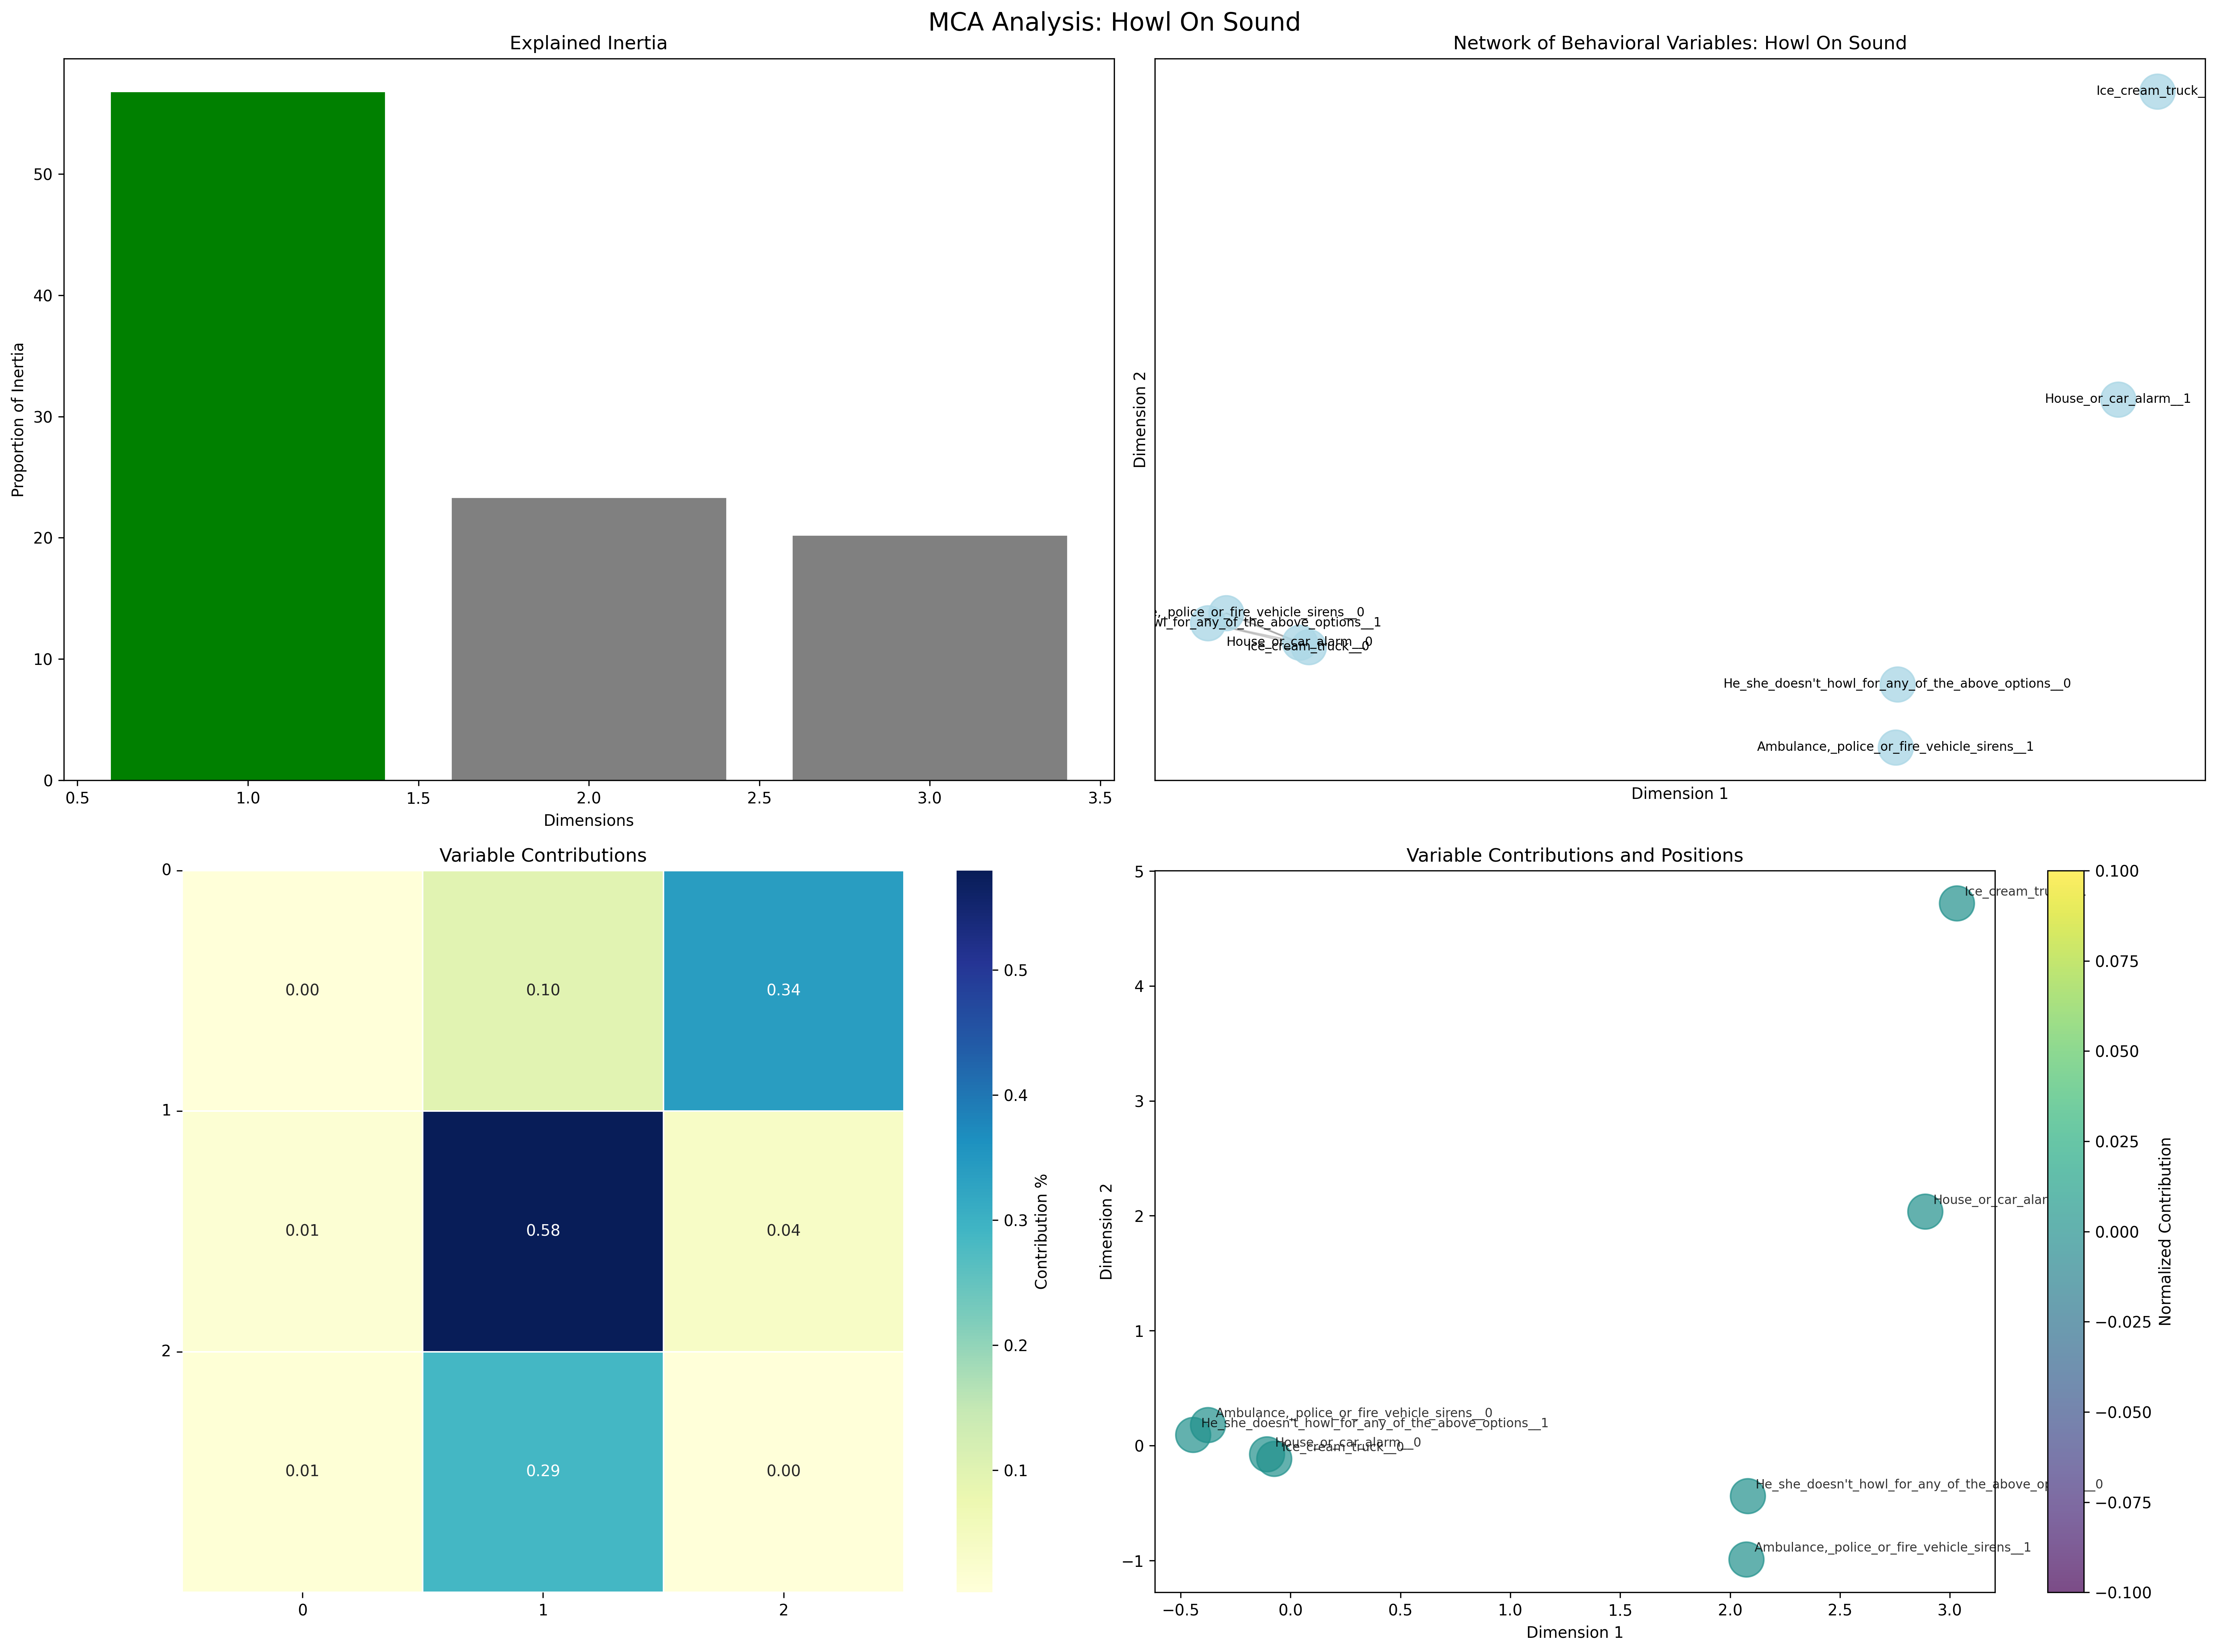 MCA Analysis: Howl On Sound
Explained Inertia
Proportion of Inertia
50
40
30
20
10
0
0.5 1.0 1.5 2.0 2.5 3.0 3.5
Dimensions
Network of Behavioral Variables: Howl On Sound
Dimension 2
Ice_cream_truck_
House_or_car_alarm__1
, police_or_fire_vehicle_sirens__0
wl_for_any_of_the_above_options__1
House_or_car_alarm__0
Ice_cream_truck__0
He_she_doesn't_howl_for_any_of_the_above_options__0
Ambulance,_police_or_fire_vehicle_sirens__1
Dimension 1
Variable Contributions
0
1
2
0.00 0.10 0.34
0.01 0.58 0.04
0.01 0.29 0.00
0 1 2
0.5
0.4
0.3
0.2
0.1
Contribution %
Variable Contributions and Positions
Dimension 2
5
4
3
2
1
0
−1
Ice_cream_tru
House_or_car_alar
Ambulance,_police_or_fire_vehicle_sirens__0
He_she_doesn't_howl_for_any_of_the_above_options__1
House_or_car_alarm__0
Ice_cream_truck__0
He_she_doesn't_howl_for_any_of_the_above_op __0
Ambulance,_police_or_fire_vehicle_sirens__1
−0.5 0.0 0.5 1.0 1.5 2.0 2.5 3.0
Dimension 1
0.100
0.075
0.050
0.025
0.000
−0.025
−0.050
−0.075
−0.100
Normalized Contribution